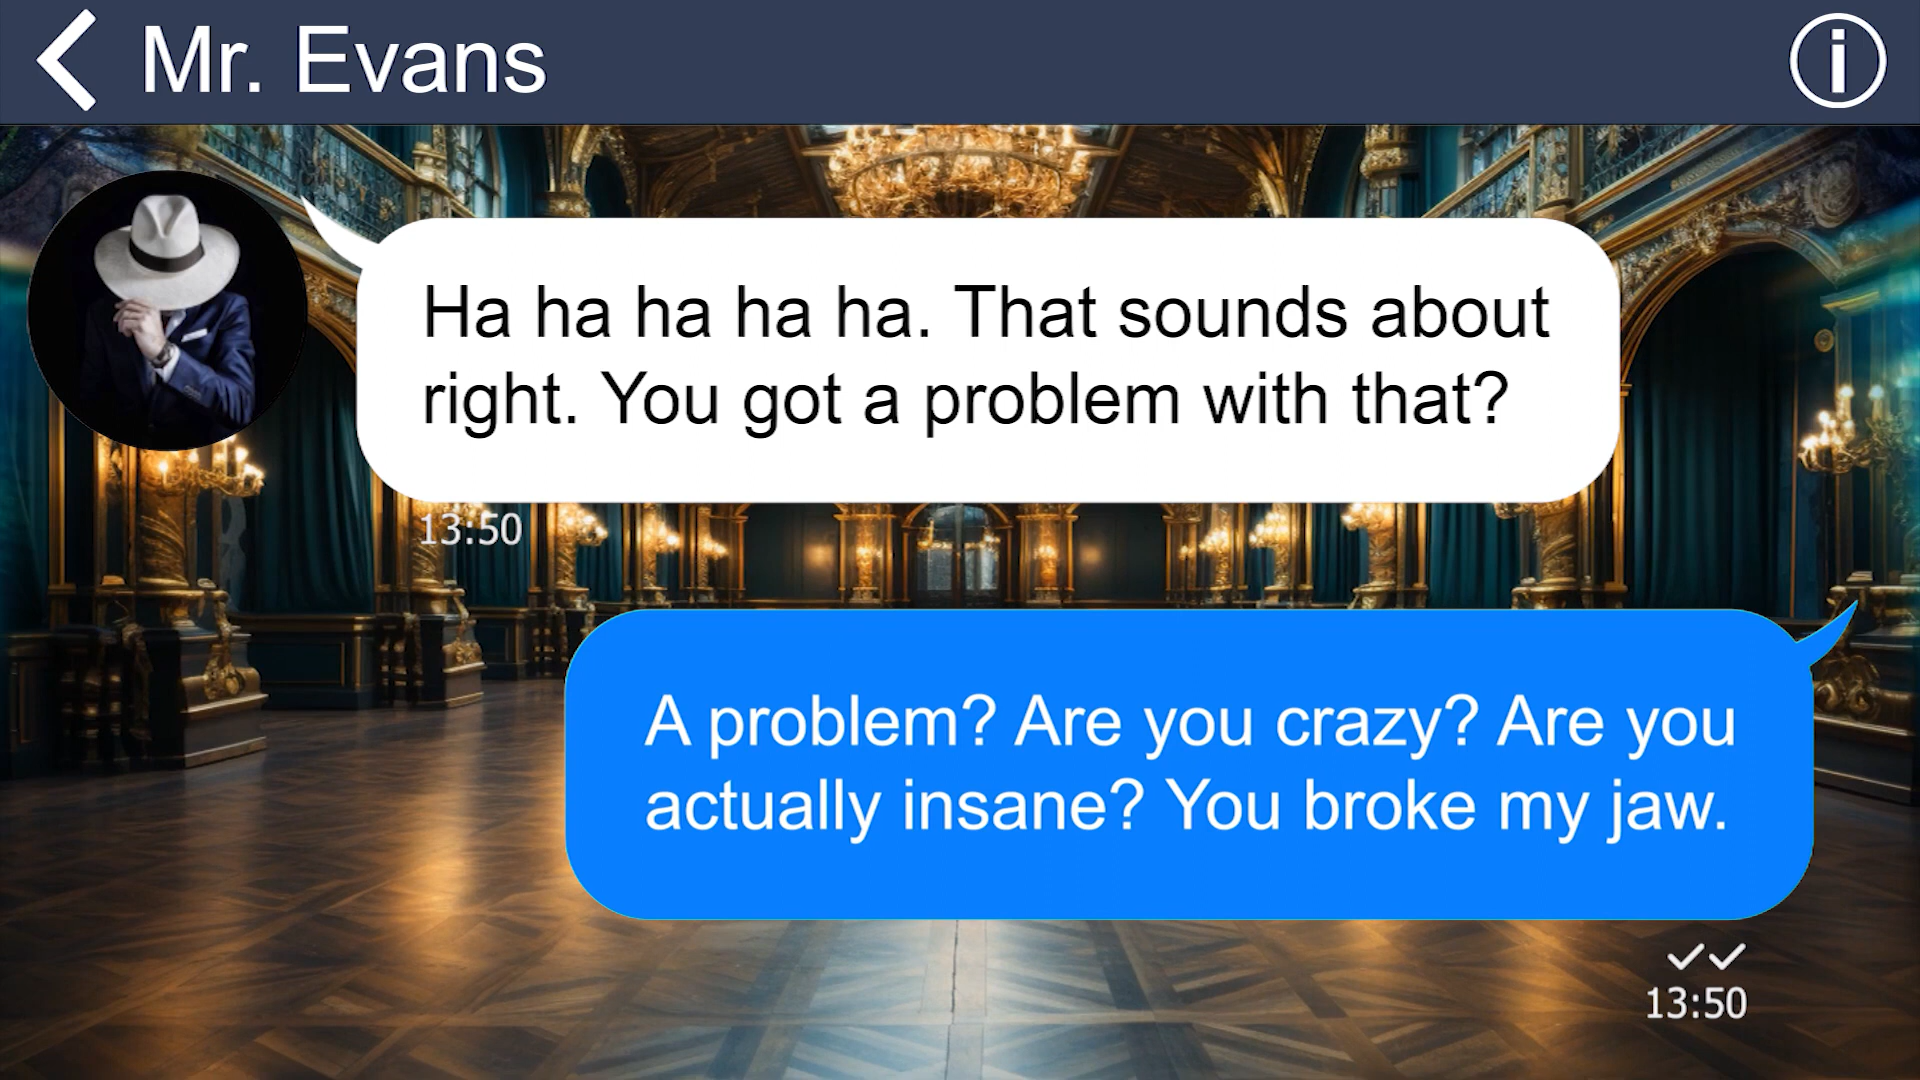 Mr. Evans
Ha ha ha ha ha. That sounds about
right. You got a problem with that?
13:50
A problem? Are you crazy? Are you
actually insane? You broke my jaw.
13:50